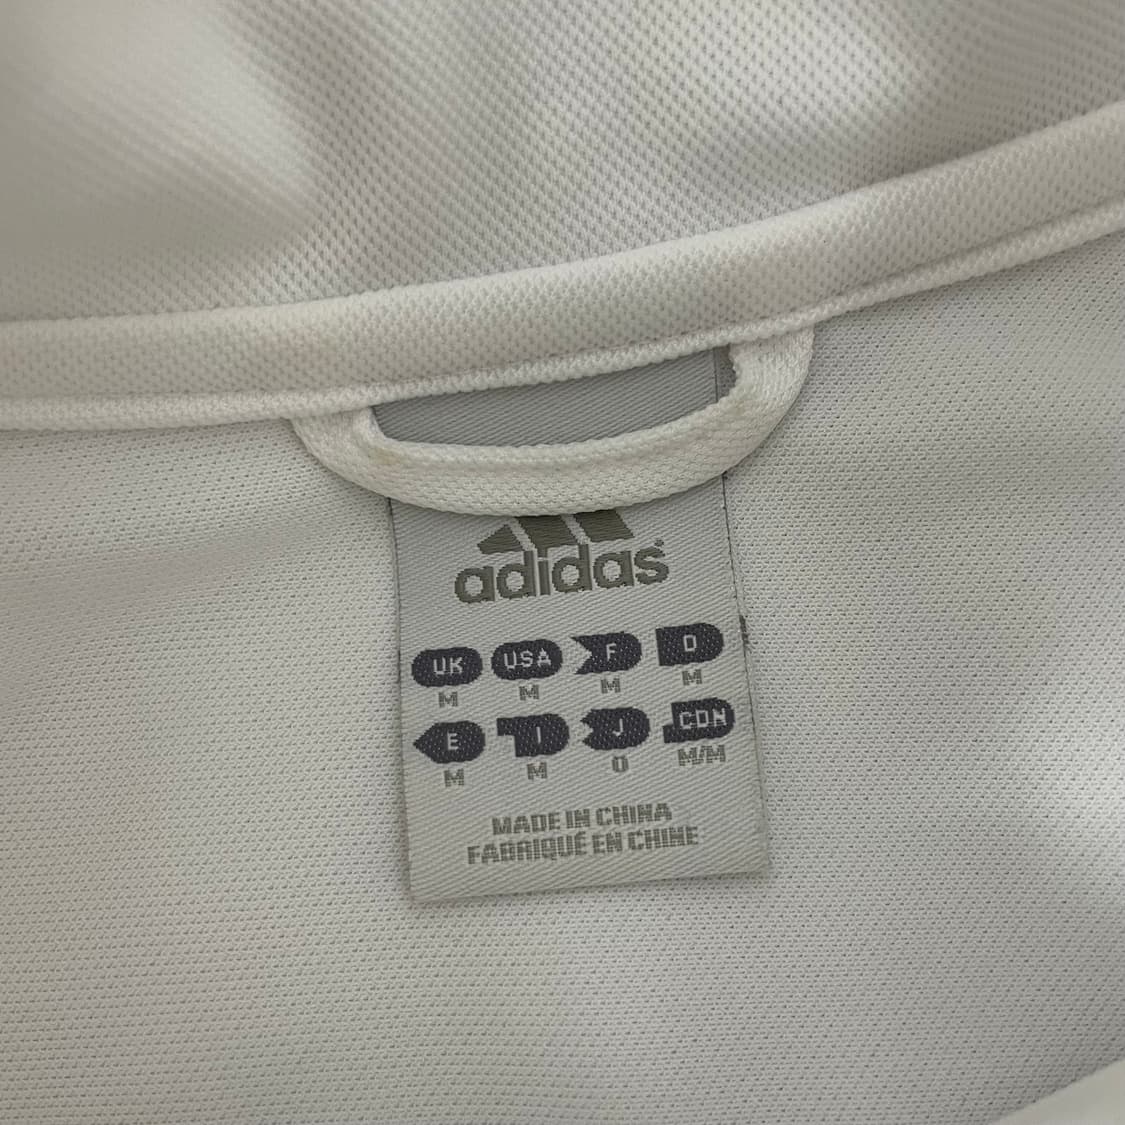 adidas
UK USA F D
M M M M
E I J CDN
M M O M/M
MADE IN CHINA
FABRIQUÉ EN CHINE